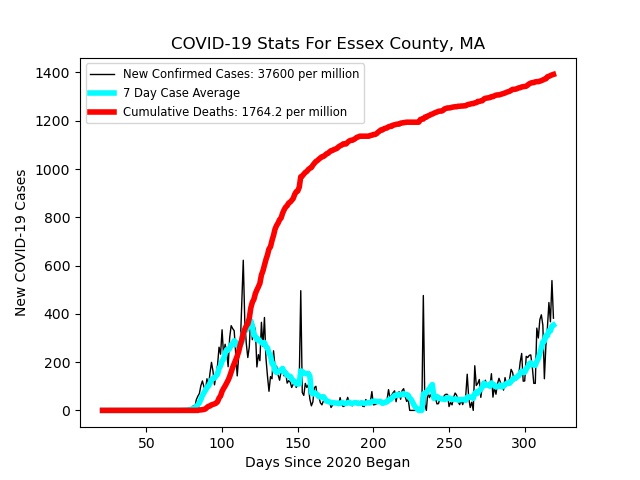 COVID-19 Stats For Essex County, MA
New Confirmed Cases: 37600 per million
7 Day Case Average
Cumulative Deaths: 1764.2 per million
New COVID-19 Cases
1400
1200
1000
800
600
400
200
0
50
100
150
200
250
300
Days Since 2020 Began